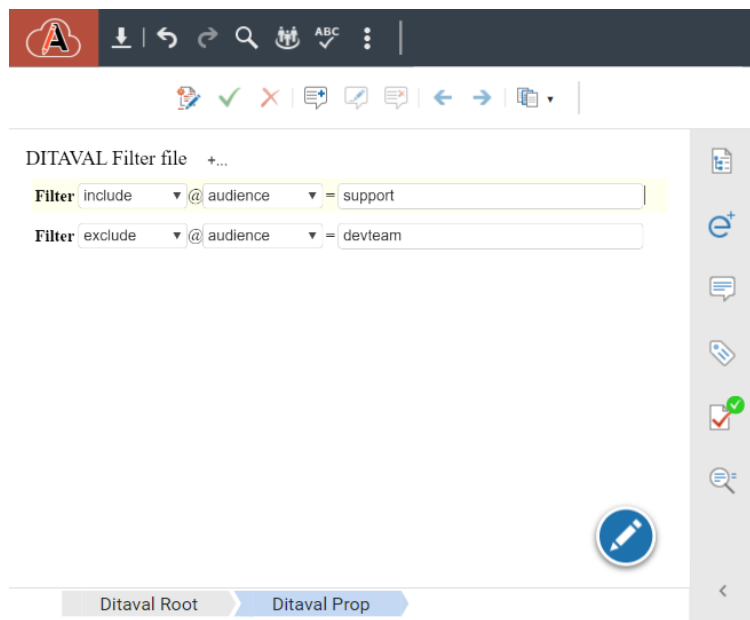 ABC
DITAVAL Filter file +...
Filter include @ audience = support
Filter exclude @ audience = devteam
Ditaval Root Ditaval Prop